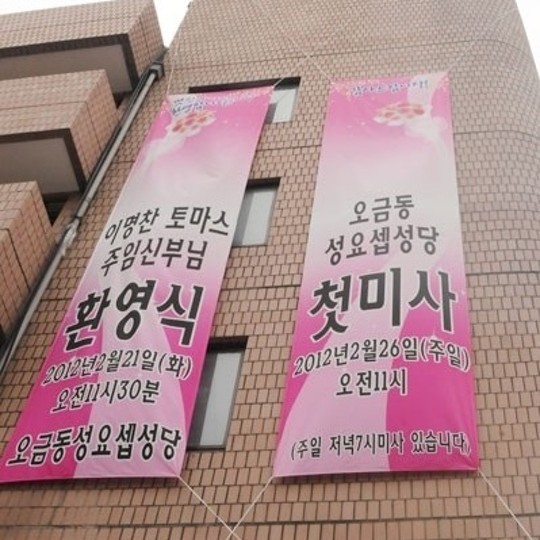 이명찬 토마스
주임신부님
환영식
2012년2월21일(화)
오전11시30분
오금동성요셉성당
오금동
성요셉성당
첫미사
2012년2월26일(주일)
오전11시
(주일 저녁7시미사 있습니다)